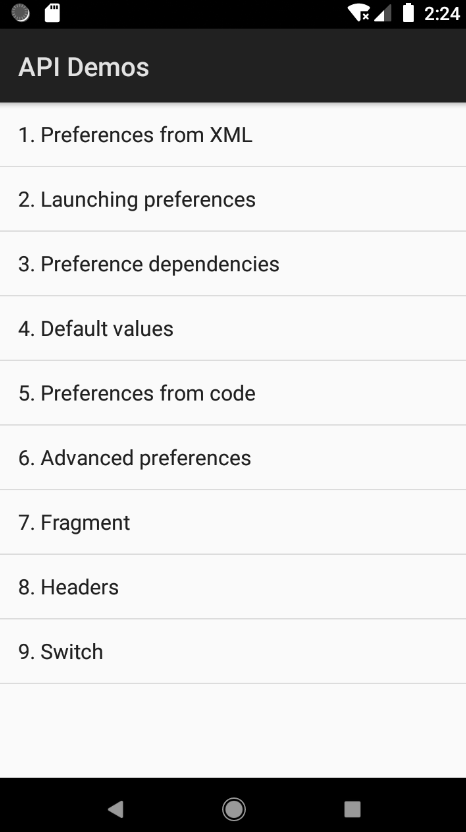 2:24
API Demos
1. Preferences from XML
2. Launching preferences
3. Preference dependencies
4. Default values
5. Preferences from code
6. Advanced preferences
7. Fragment
8. Headers
9. Switch